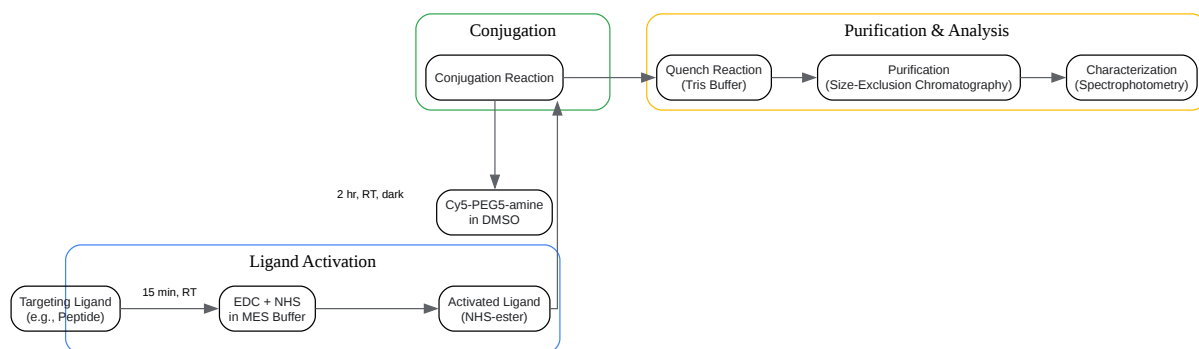 Conjugation
Purification & Analysis
Conjugation Reaction
Quench Reaction
(Tris Buffer)
Purification
(Size-Exclusion Chromatography)
Characterization
(Spectrophotometry)
2 hr, RT, dark
Cy5-PEG5-amine
in DMSO
Ligand Activation
Targeting Ligand
(e.g., Peptide)
15 min, RT
EDC + NHS
in MES Buffer
Activated Ligand
(NHS-ester)